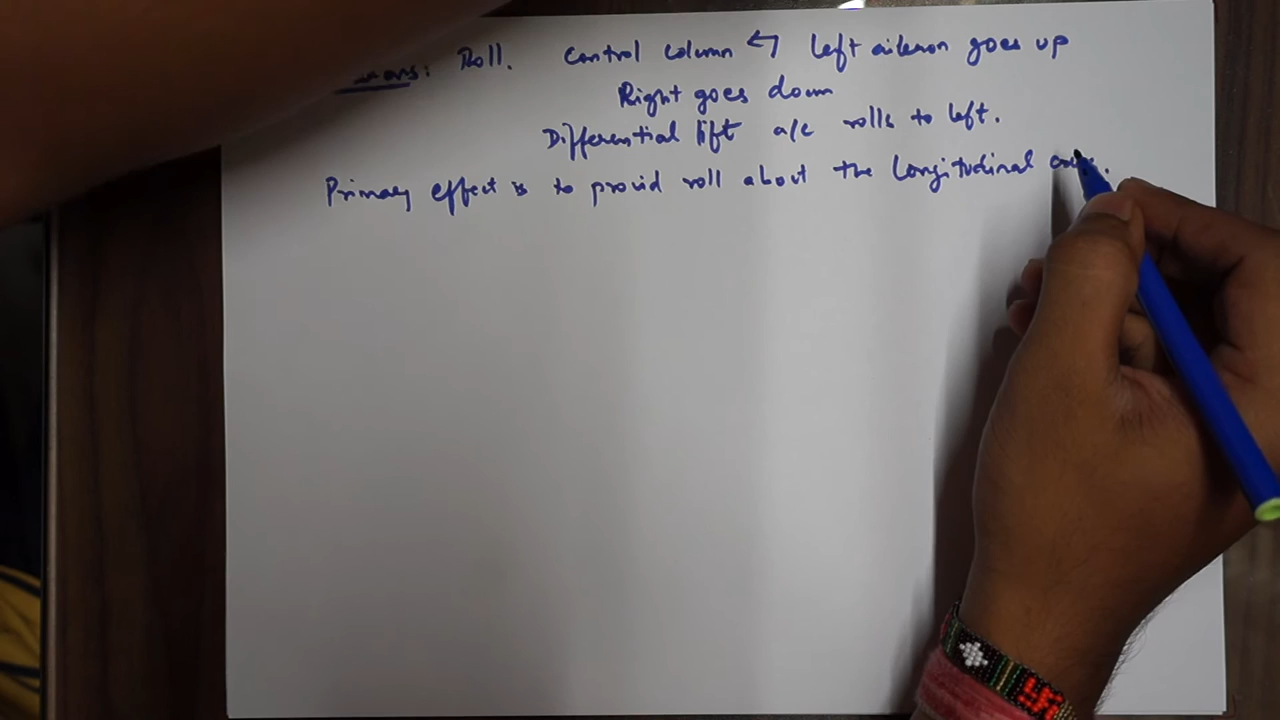 : Roll. Control column ↰ Left aileron goes up
Right goes down
Differential lift a/c rolls to left.
Primary effect is to provid roll about the Longitudinal